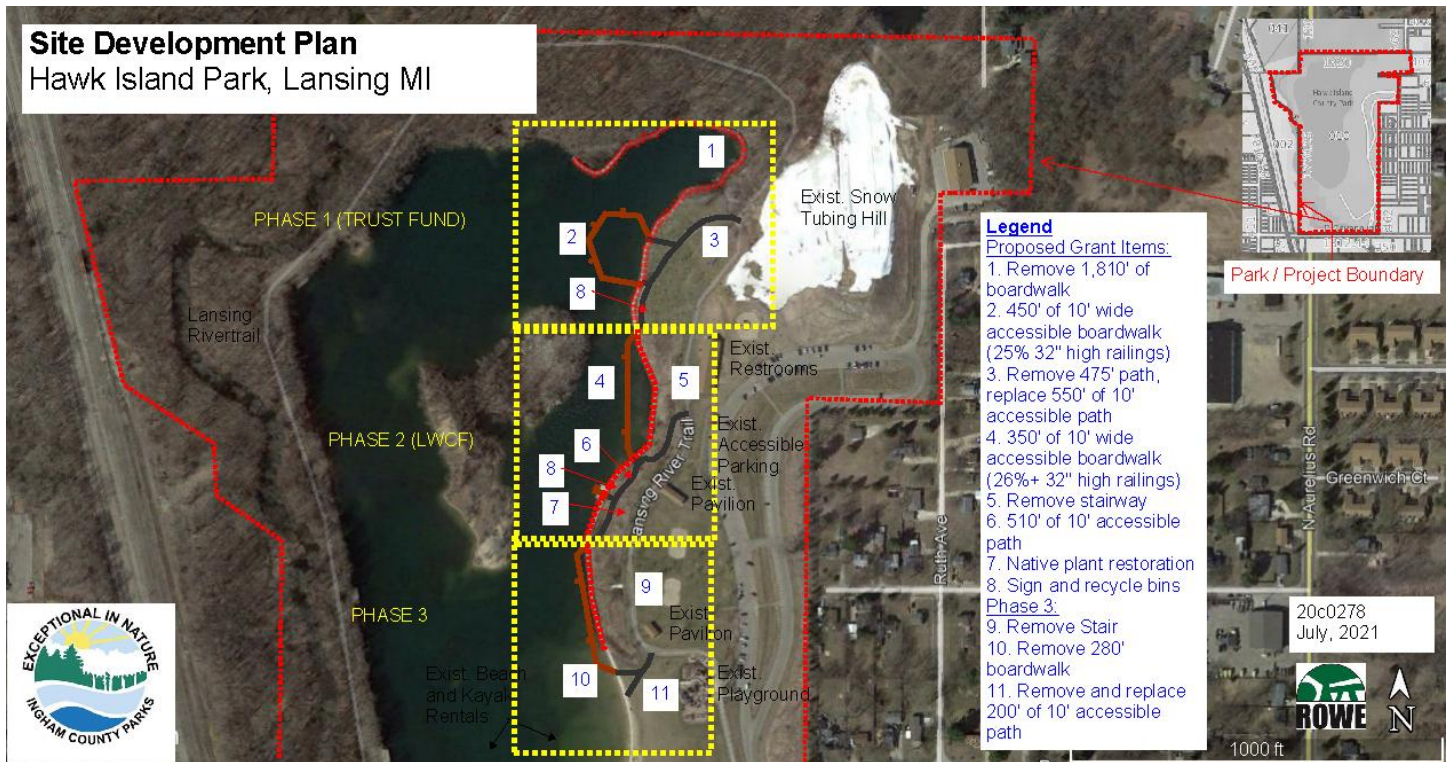 Site Development Plan
Hawk Island Park, Lansing MI
PHASE 1 (TRUST FUND)
Lansing
Rivertrail
PHASE 2 (LWCF)
PHASE 3
1
2
3
8
4
5
6
8
7
9
10
11
Exist. Snow
Tubing Hill
Exist.
Restrooms
Exist.
Accessible
Parking
Exist.
Pavilion
Lansing River Trail
Exist.
Pavilion
Exist.
Playground
Exist. Beach
and Kayak
Rentals
Ruth Ave
N Aurelius Rd
Greenwich Ct
Hawk Island
County Park
Park / Project Boundary
Legend
Proposed Grant Items:
1. Remove 1,810' of
boardwalk
2. 450' of 10' wide
accessible boardwalk
(25% 32" high railings)
3. Remove 475' path,
replace 550' of 10'
accessible path
4. 350' of 10' wide
accessible boardwalk
(26%+ 32" high railings)
5. Remove stairway
6. 510' of 10' accessible
path
7. Native plant restoration
8. Sign and recycle bins
Phase 3:
9. Remove Stair
10. Remove 280'
boardwalk
11. Remove and replace
200' of 10' accessible
path
20c0278
July, 2021
ROWE
N
1000 ft
EXCEPTIONAL IN NATURE
INGHAM COUNTY PARKS